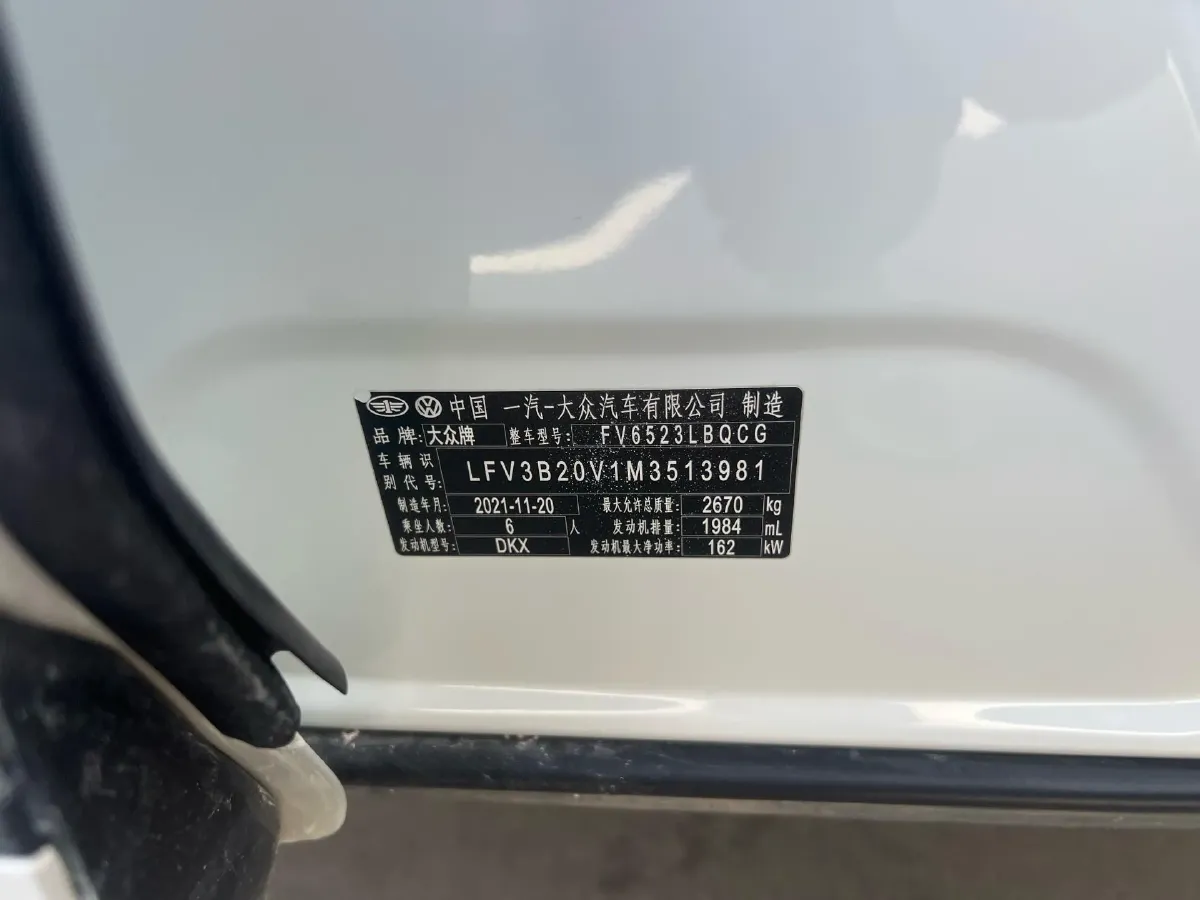 中国 一汽-大众汽车有限公司 制造
品牌: 大众牌 整车型号: FV6523LBQCG
车辆识别代号: LFV3B20V1M3513981
制造年月: 2021-11-20 最大允许总质量: 2670 kg
乘坐人数: 6 人 发动机排量: 1984 mL
发动机型号: DKX 发动机最大净功率: 162 kW